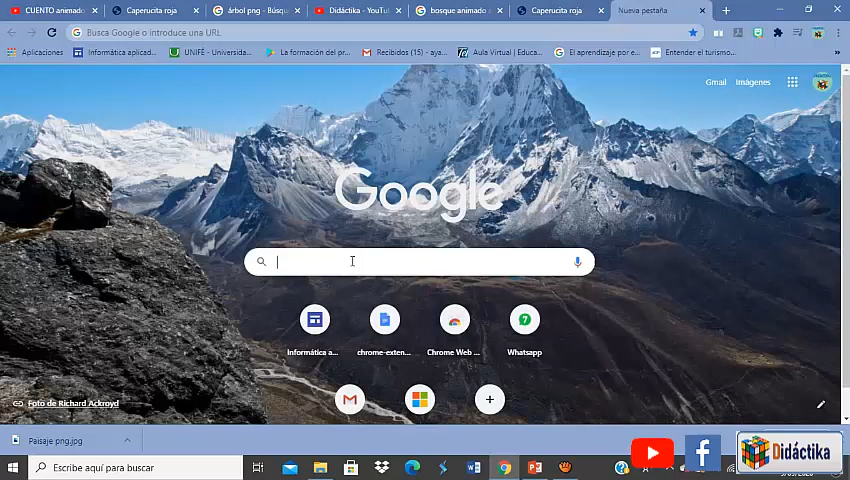 CUENTO animado
Caperucita roja
árbol png - Búsqu
Didáktika - YouTu
bosque animado
Caperucita roja
Nueva pestaña
Busca Google o introduce una URL
Aplicaciones
Informática aplicad...
UNIFÉ - Universida...
La formación del pr...
Recibidos (15) - aya...
Aula Virtual | Educa...
El aprendizaje por e...
Entender el turismo...
Gmail
Imágenes
Google
Informática a...
chrome-exten...
Chrome Web ...
Whatsapp
Foto de Richard Ackroyd
Paisaje png.jpg
Didáctika
Escribe aquí para buscar